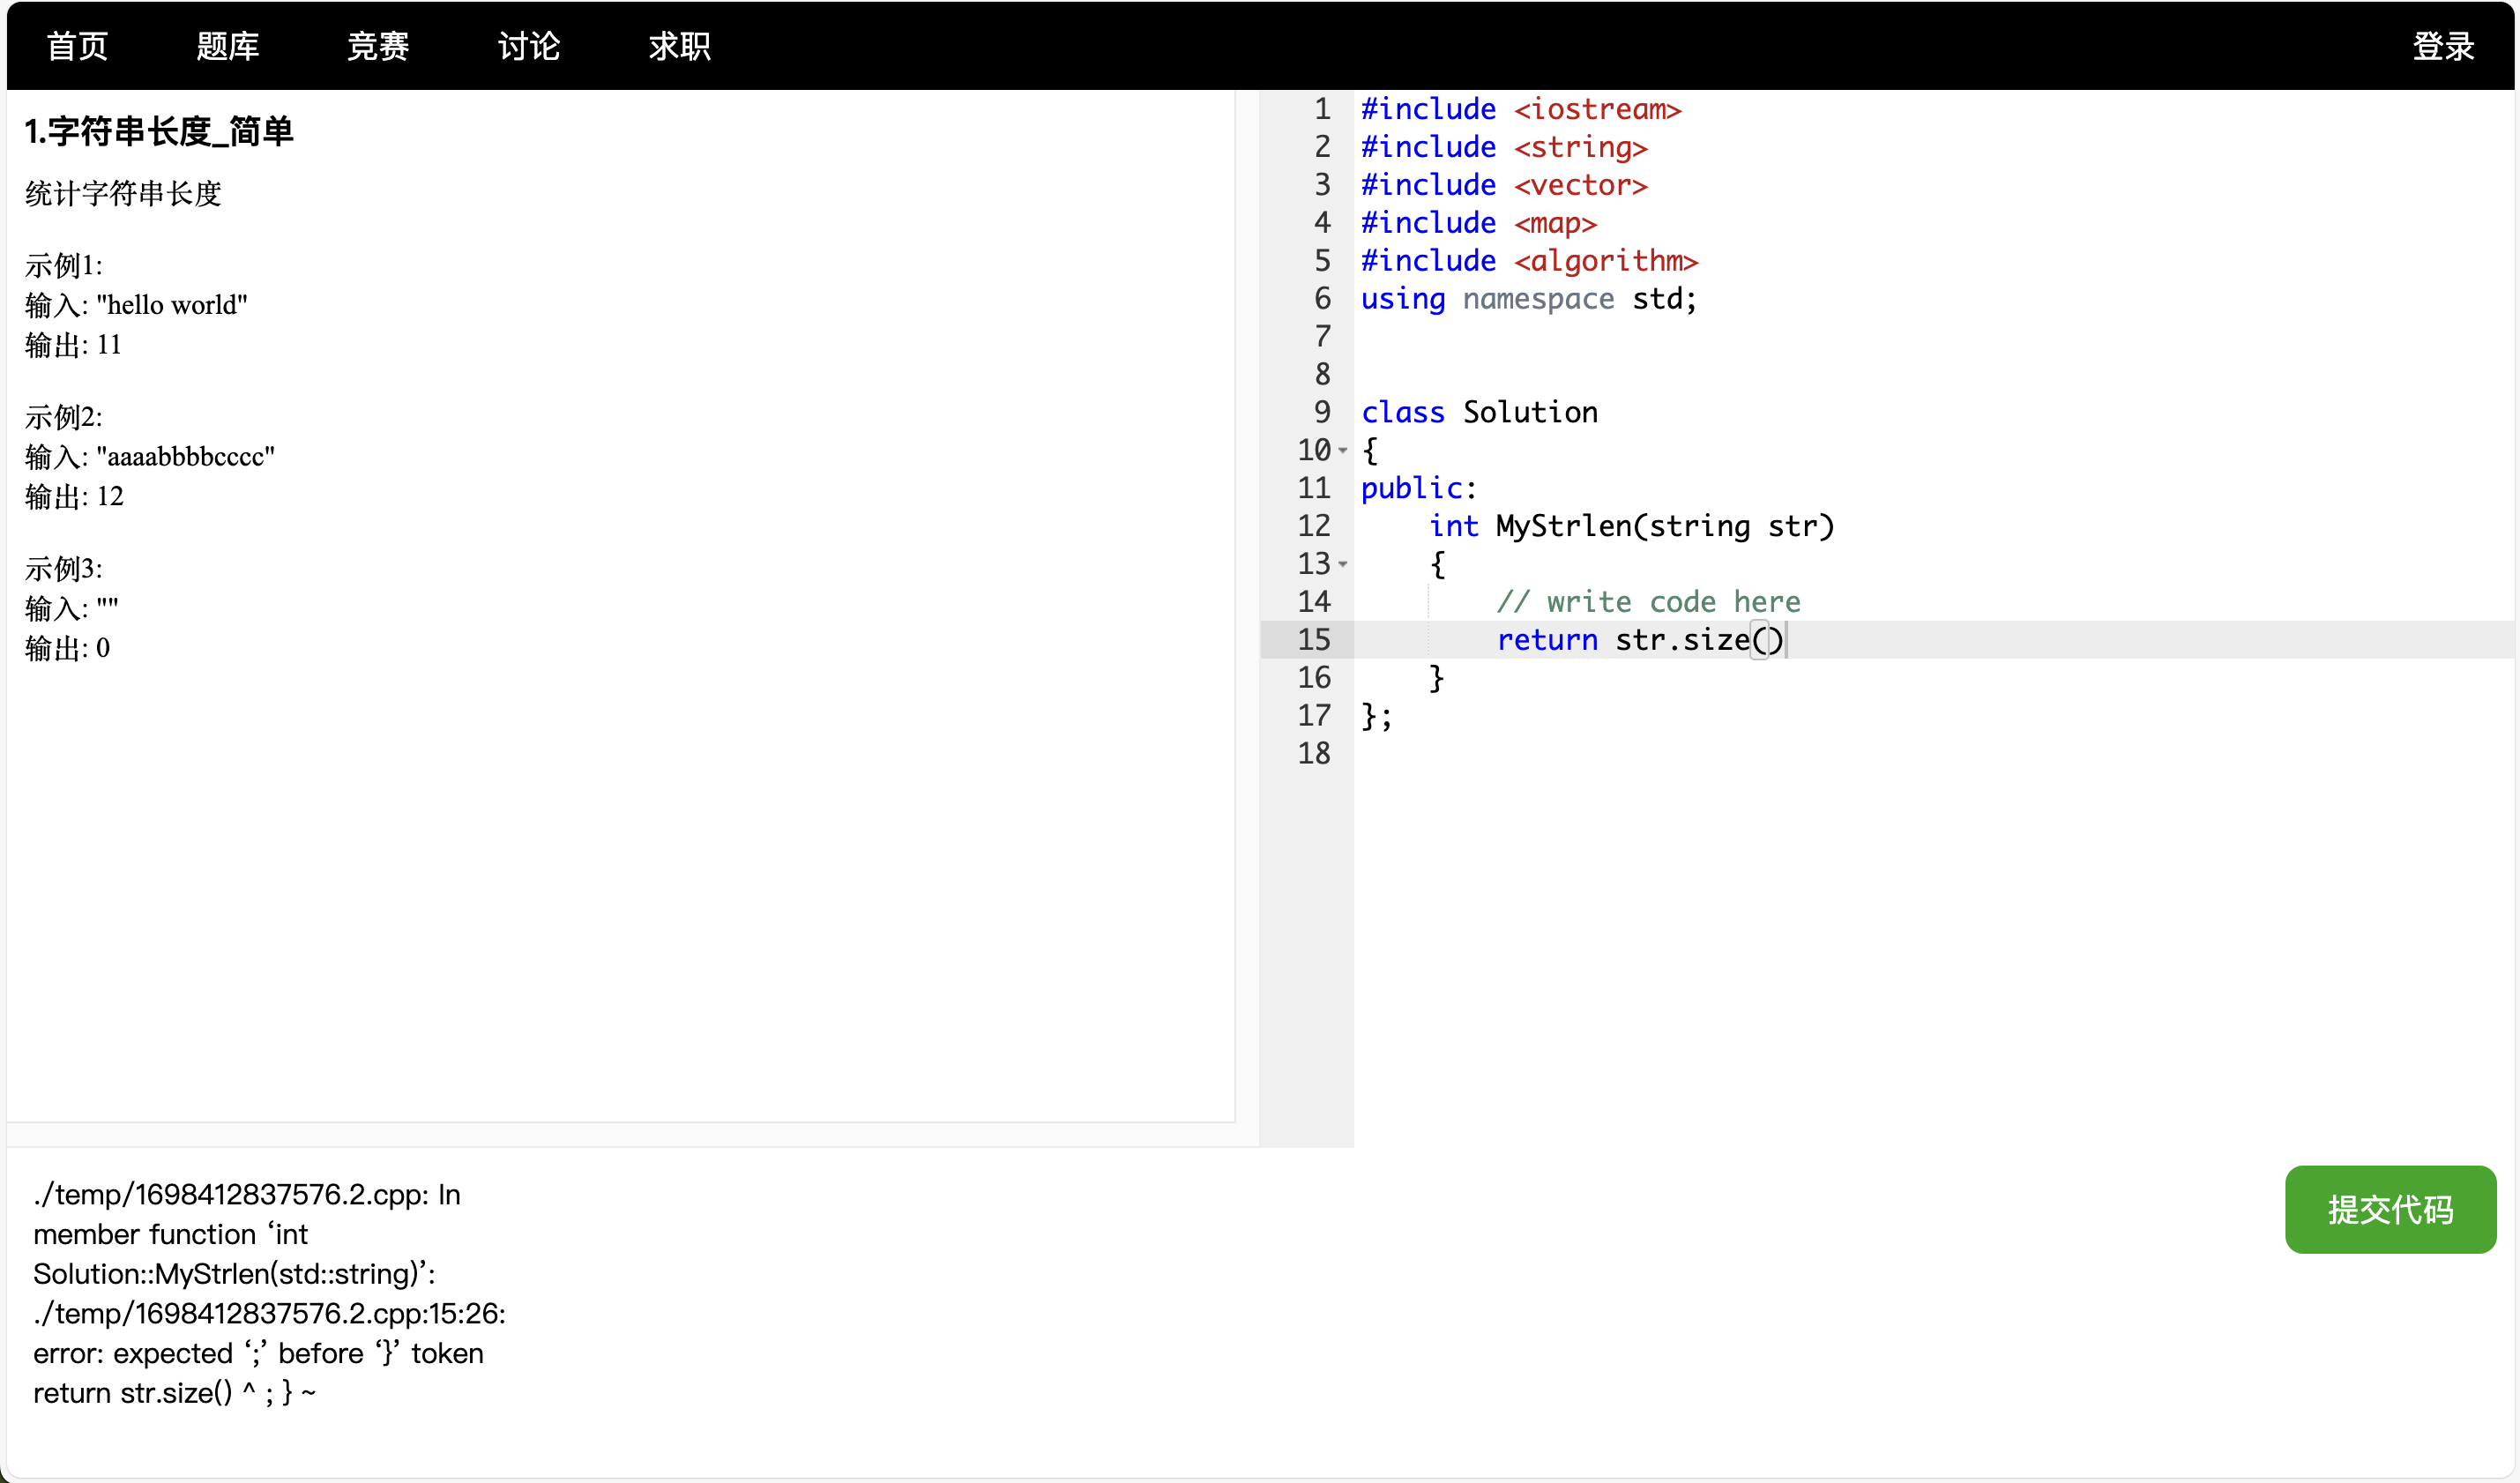 首页 题库 竞赛 讨论 求职 登录
1.字符串长度_简单
统计字符串长度
示例1:
输入: "hello world"
输出: 11
示例2:
输入: "aaaabbbbcccc"
输出: 12
示例3:
输入: ""
输出: 0
1 #include <iostream>
2 #include <string>
3 #include <vector>
4 #include <map>
5 #include <algorithm>
6 using namespace std;
7
8
9 class Solution
10 {
11 public:
12     int MyStrlen(string str)
13     {
14         // write code here
15         return str.size()
16     }
17 };
18
./temp/1698412837576.2.cpp: In
member function ‘int
Solution::MyStrlen(std::string)’:
./temp/1698412837576.2.cpp:15:26:
error: expected ‘;’ before ‘}’ token
return str.size() ^ ; } ~
提交代码